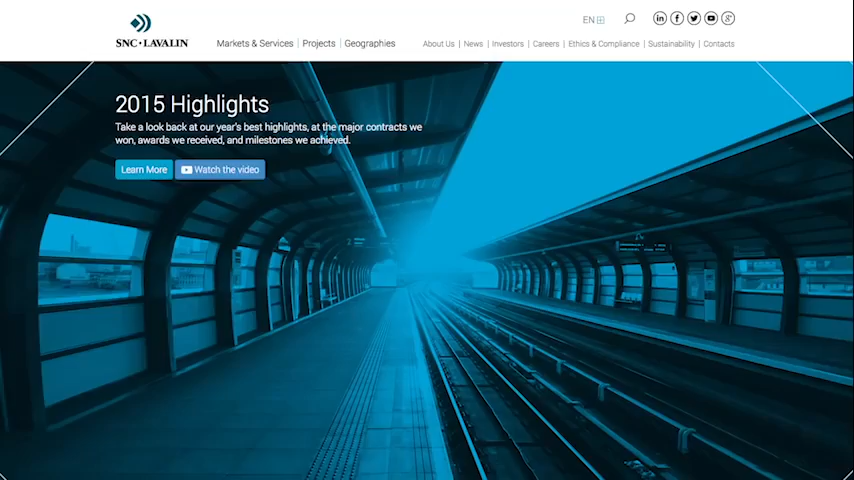 EN
SNC·LAVALIN
Markets & Services | Projects | Geographies
About Us | News | Investors | Careers | Ethics & Compliance | Sustainability | Contacts
2015 Highlights
Take a look back at our year's best highlights, at the major contracts we
won, awards we received, and milestones we achieved.
Learn More
Watch the video